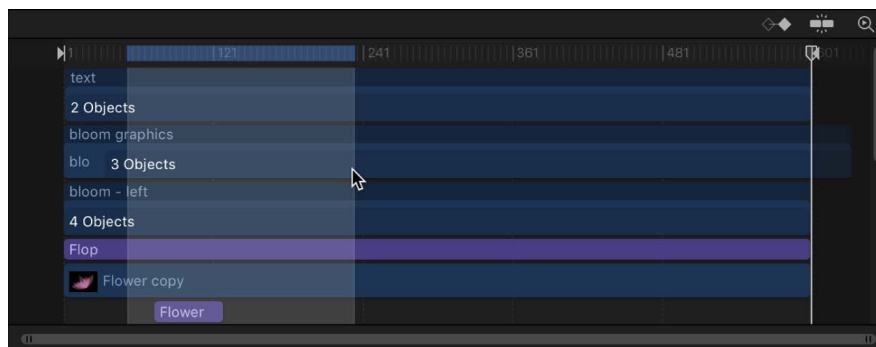 1 121 241 361 481 601
text
2 Objects
bloom graphics
blo 3 Objects
bloom - left
4 Objects
Flop
Flower copy
Flower